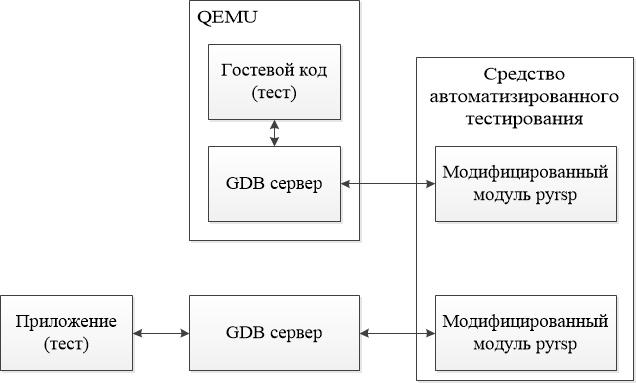 QEMU
Гостевой код
(тест)
GDB сервер
Средство
автоматизированного
тестирования
Модифицированный
модуль pyrsp
Приложение
(тест)
GDB сервер
Модифицированный
модуль pyrsp